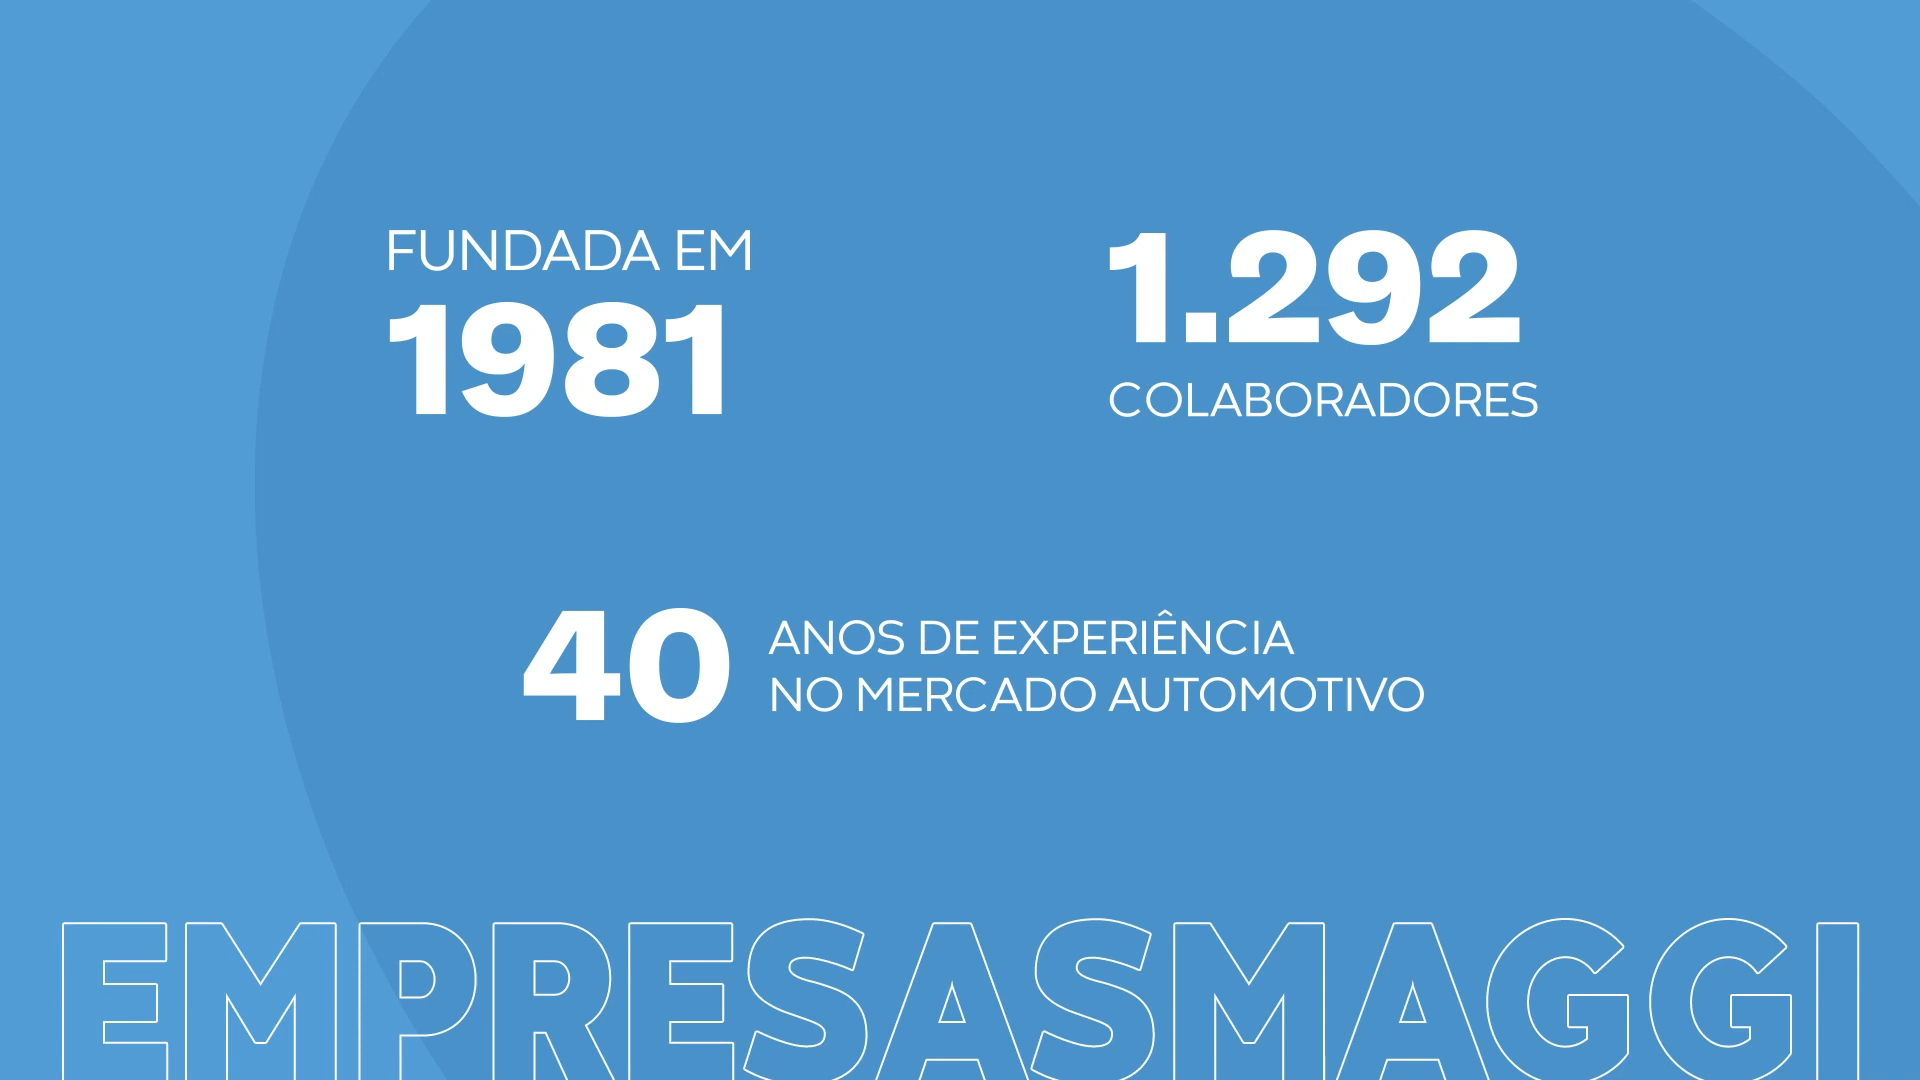 FUNDADA EM
1981
1.292
COLABORADORES
40
ANOS DE EXPERIÊNCIA
NO MERCADO AUTOMOTIVO
EMPRESASMAGGI